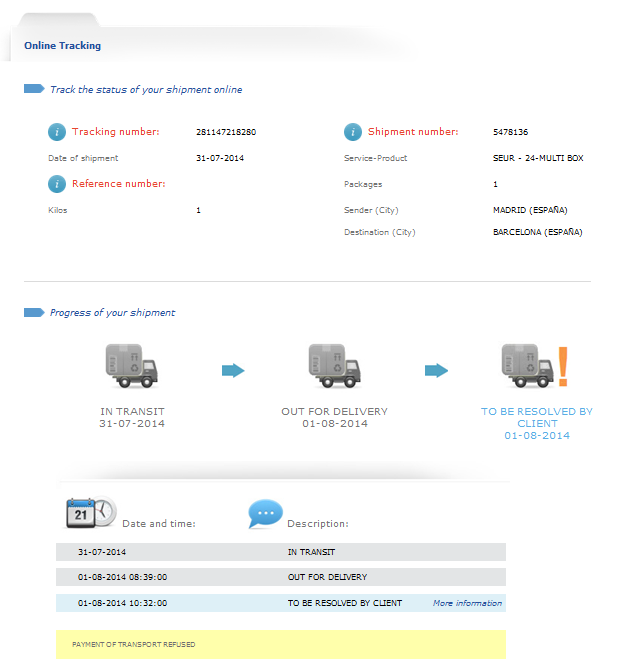 Online Tracking
Track the status of your shipment online
i Tracking number: 281147218280 i Shipment number: 5478136
Date of shipment 31-07-2014 Service-Product SEUR - 24-MULTI BOX
i Reference number: Packages 1
Kilos 1 Sender (City) MADRID (ESPAÑA)
Destination (City) BARCELONA (ESPAÑA)
Progress of your shipment
IN TRANSIT
31-07-2014
OUT FOR DELIVERY
01-08-2014
!
TO BE RESOLVED BY
CLIENT
01-08-2014
21 Date and time: Description:
31-07-2014 IN TRANSIT
01-08-2014 08:39:00 OUT FOR DELIVERY
01-08-2014 10:32:00 TO BE RESOLVED BY CLIENT More information
PAYMENT OF TRANSPORT REFUSED